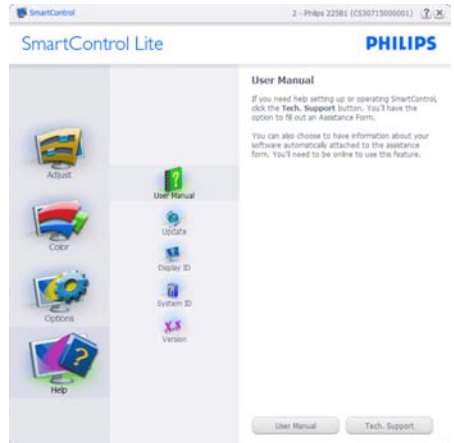 SmartControl
2 - Philips 225B1 (CS30715000001)
SmartControl Lite
PHILIPS
Adjust
Color
Options
Help
User Manual
Update
Display ID
System ID
X.x
Version
User Manual
If you need help setting up or operating SmartControl,
click the Tech. Support button. You'll have the
option to fill out an Assistance Form.
You can also choose to have information about your
software automatically attached to the assistance
form. You'll need to be online to use this feature.
User Manual
Tech. Support